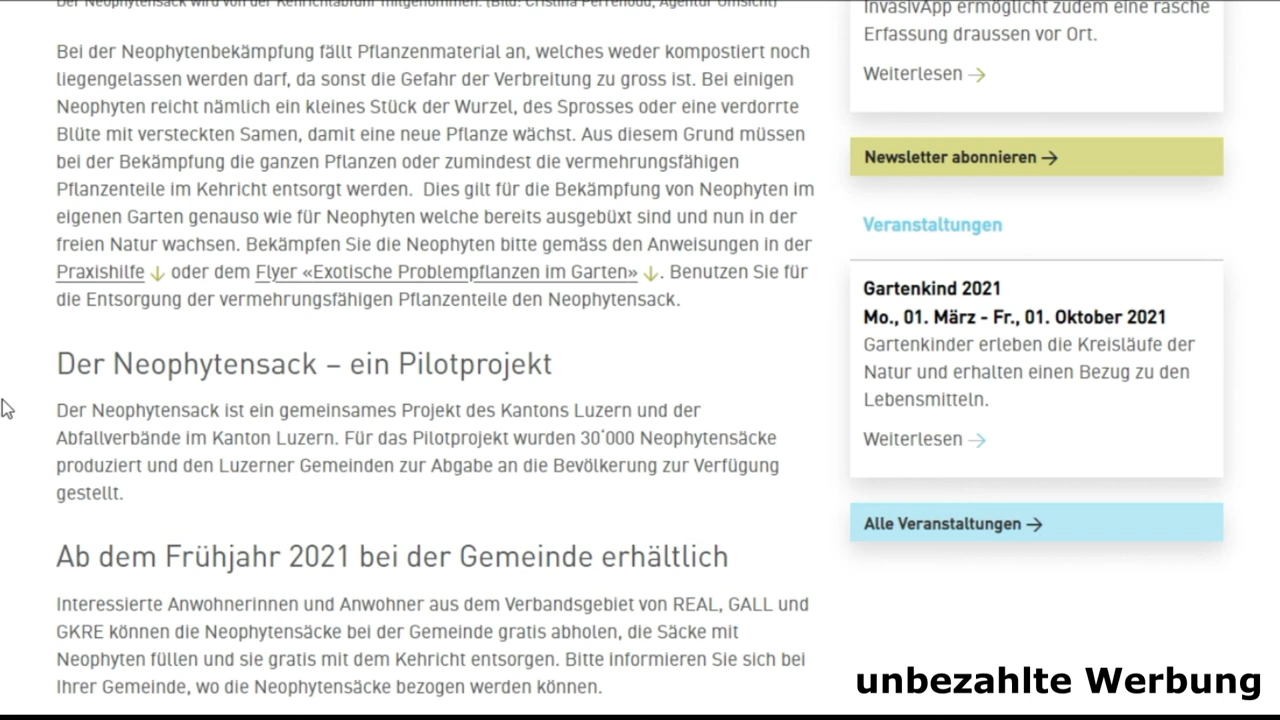 Der Neophytensack wird von der Kehrichtabfuhr mitgenommen. (Bild: Cristina Perrenoud, Agentur Umsicht)
Bei der Neophytenbekämpfung fällt Pflanzenmaterial an, welches weder kompostiert noch
liegengelassen werden darf, da sonst die Gefahr der Verbreitung zu gross ist. Bei einigen
Neophyten reicht nämlich ein kleines Stück der Wurzel, des Sprosses oder eine verdorrte
Blüte mit versteckten Samen, damit eine neue Pflanze wächst. Aus diesem Grund müssen
bei der Bekämpfung die ganzen Pflanzen oder zumindest die vermehrungsfähigen
Pflanzenteile im Kehricht entsorgt werden.  Dies gilt für die Bekämpfung von Neophyten im
eigenen Garten genauso wie für Neophyten welche bereits ausgebüxt sind und nun in der
freien Natur wachsen. Bekämpfen Sie die Neophyten bitte gemäss den Anweisungen in der
Praxishilfe ↓ oder dem Flyer «Exotische Problempflanzen im Garten» ↓. Benutzen Sie für
die Entsorgung der vermehrungsfähigen Pflanzenteile den Neophytensack.
Der Neophytensack – ein Pilotprojekt
Der Neophytensack ist ein gemeinsames Projekt des Kantons Luzern und der
Abfallverbände im Kanton Luzern. Für das Pilotprojekt wurden 30'000 Neophytensäcke
produziert und den Luzerner Gemeinden zur Abgabe an die Bevölkerung zur Verfügung
gestellt.
Ab dem Frühjahr 2021 bei der Gemeinde erhältlich
Interessierte Anwohnerinnen und Anwohner aus dem Verbandsgebiet von REAL, GALL und
GKRE können die Neophytensäcke bei der Gemeinde gratis abholen, die Säcke mit
Neophyten füllen und sie gratis mit dem Kehricht entsorgen. Bitte informieren Sie sich bei
Ihrer Gemeinde, wo die Neophytensäcke bezogen werden können.
InvasivApp ermöglicht zudem eine rasche
Erfassung draussen vor Ort.
Weiterlesen →
Newsletter abonnieren →
Veranstaltungen
Gartenkind 2021
Mo., 01. März - Fr., 01. Oktober 2021
Gartenkinder erleben die Kreisläufe der
Natur und erhalten einen Bezug zu den
Lebensmitteln.
Weiterlesen →
Alle Veranstaltungen →
unbezahlte Werbung